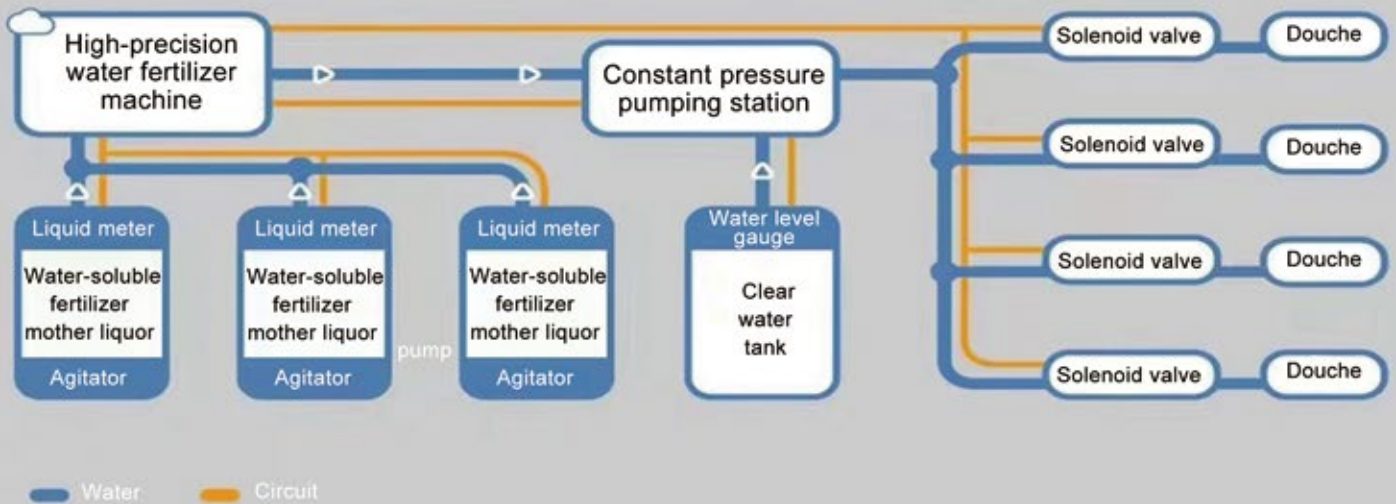 High-precision
water fertilizer
machine
Constant pressure
pumping station
Solenoid valve
Douche
Solenoid valve
Douche
Solenoid valve
Douche
Solenoid valve
Douche
Liquid meter
Water-soluble
fertilizer
mother liquor
Agitator
Liquid meter
Water-soluble
fertilizer
mother liquor
Agitator
pump
Liquid meter
Water-soluble
fertilizer
mother liquor
Agitator
Water level
gauge
Clear
water
tank
Water
Circuit